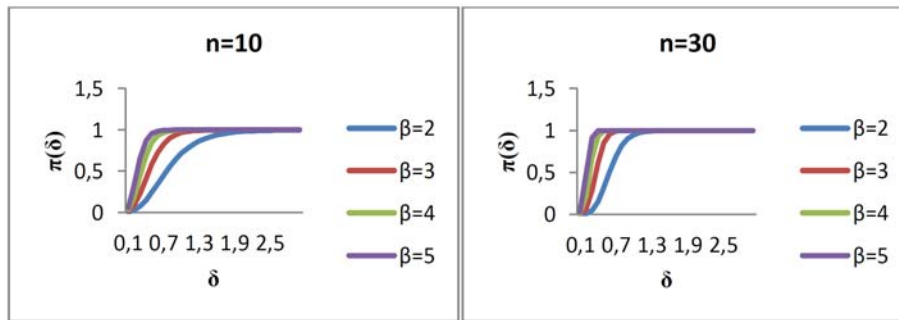 n=10
1,5
1
0,5
0
π(δ)
0,1 0,7 1,3 1,9 2,5
δ
β=2
β=3
β=4
β=5
n=30
1,5
1
0,5
0
π(δ)
0,1 0,7 1,3 1,9 2,5
δ
β=2
β=3
β=4
β=5